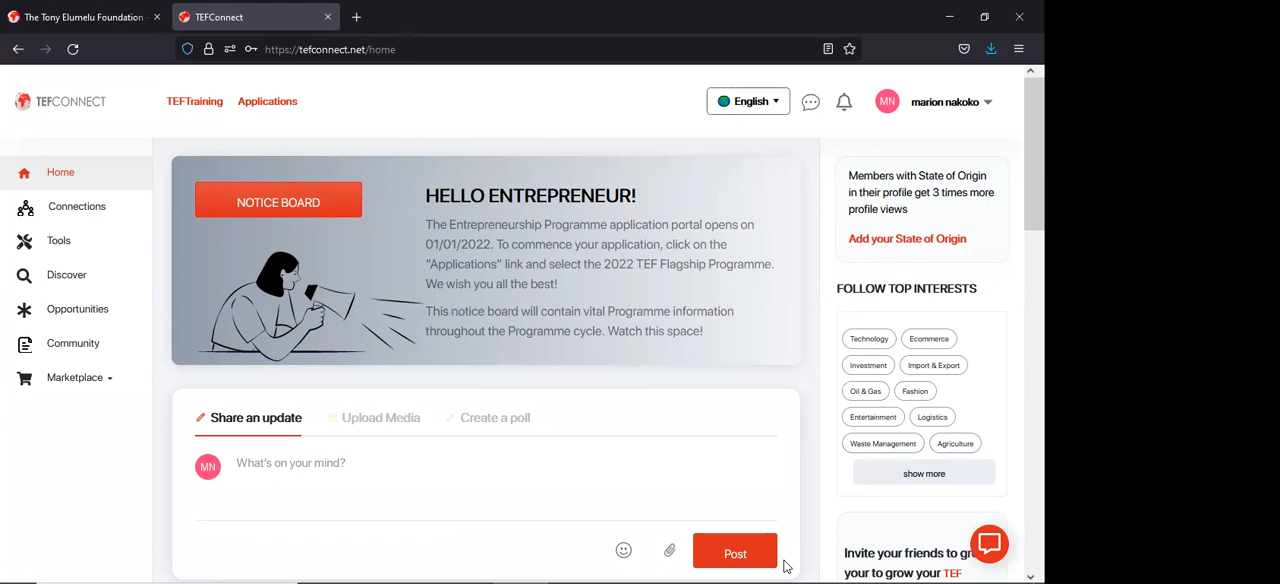 The Tony Elumelu Foundation -
TEFConnect
https://tefconnect.net/home
TEFCONNECT
TEFTraining
Applications
English
MN
marion nakoko
Home
Connections
Tools
Discover
Opportunities
Community
Marketplace
NOTICE BOARD
HELLO ENTREPRENEUR!
The Entrepreneurship Programme application portal opens on
01/01/2022. To commence your application, click on the
"Applications" link and select the 2022 TEF Flagship Programme.
We wish you all the best!
This notice board will contain vital Programme information
throughout the Programme cycle. Watch this space!
Share an update
Upload Media
Create a poll
MN
What's on your mind?
Post
Members with State of Origin
in their profile get 3 times more
profile views
Add your State of Origin
FOLLOW TOP INTERESTS
Technology
Ecommerce
Investment
Import & Export
Oil & Gas
Fashion
Entertainment
Logistics
Waste Management
Agriculture
show more
Invite your friends to
your to grow your TEF